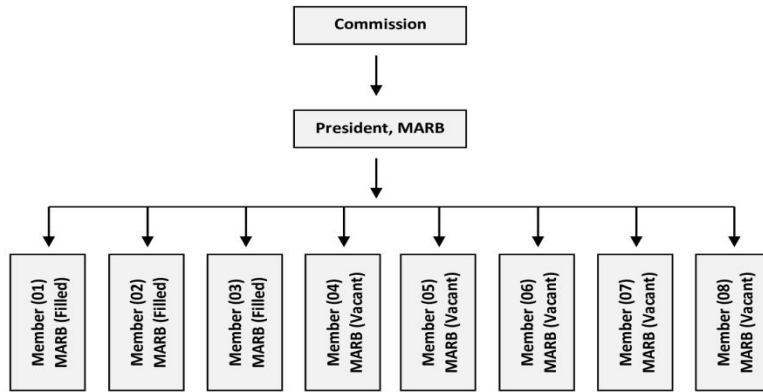 Commission
President, MARB
Member (01)
MARB (Filled)
Member (02)
MARB (Filled)
Member (03)
MARB (Filled)
Member (04)
MARB (Vacant)
Member (05)
MARB (Vacant)
Member (06)
MARB (Vacant)
Member (07)
MARB (Vacant)
Member (08)
MARB (Vacant)